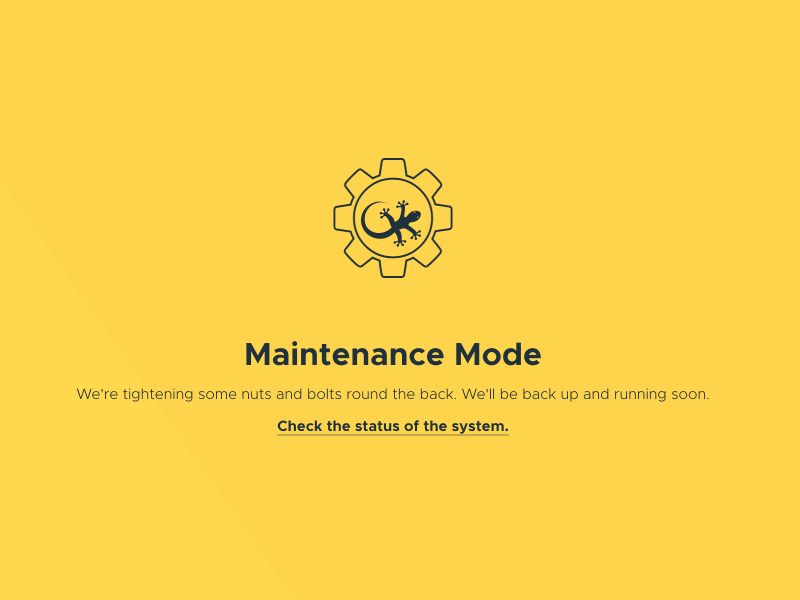 Maintenance Mode
We're tightening some nuts and bolts round the back. We'll be back up and running soon.
Check the status of the system.